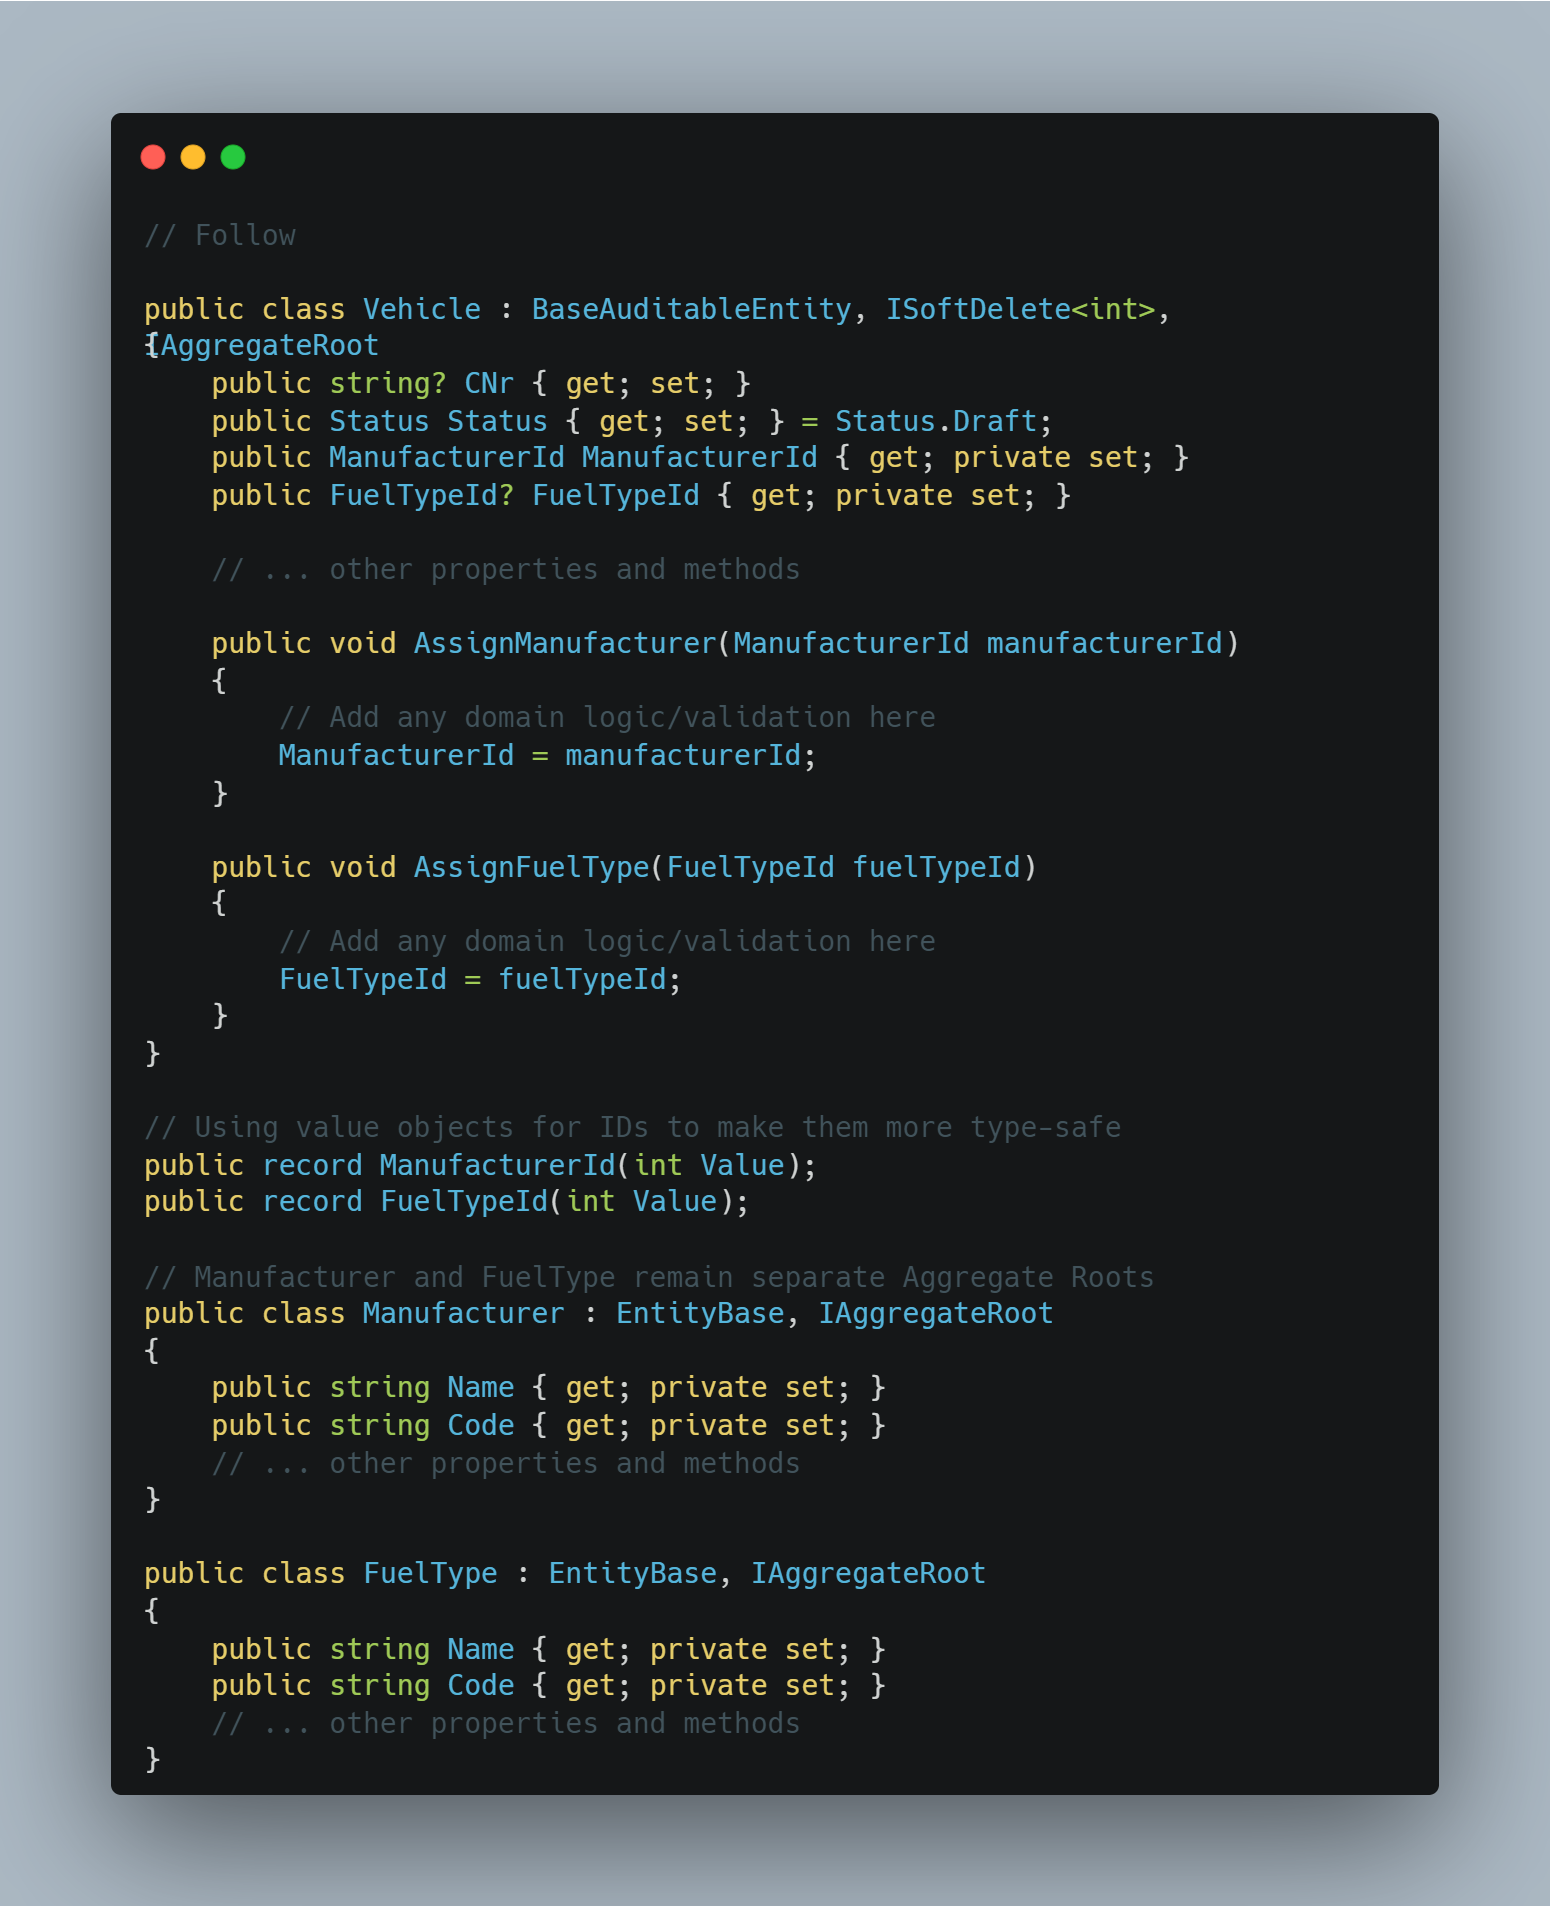 // Follow
public class Vehicle : BaseAuditableEntity, ISoftDelete<int>,
IAggregateRoot
{
    public string? CNr { get; set; }
    public Status Status { get; set; } = Status.Draft;
    public ManufacturerId ManufacturerId { get; private set; }
    public FuelTypeId? FuelTypeId { get; private set; }
    // ... other properties and methods
    public void AssignManufacturer(ManufacturerId manufacturerId)
    {
        // Add any domain logic/validation here
        ManufacturerId = manufacturerId;
    }
    public void AssignFuelType(FuelTypeId fuelTypeId)
    {
        // Add any domain logic/validation here
        FuelTypeId = fuelTypeId;
    }
}
// Using value objects for IDs to make them more type-safe
public record ManufacturerId(int Value);
public record FuelTypeId(int Value);
// Manufacturer and FuelType remain separate Aggregate Roots
public class Manufacturer : EntityBase, IAggregateRoot
{
    public string Name { get; private set; }
    public string Code { get; private set; }
    // ... other properties and methods
}
public class FuelType : EntityBase, IAggregateRoot
{
    public string Name { get; private set; }
    public string Code { get; private set; }
    // ... other properties and methods
}